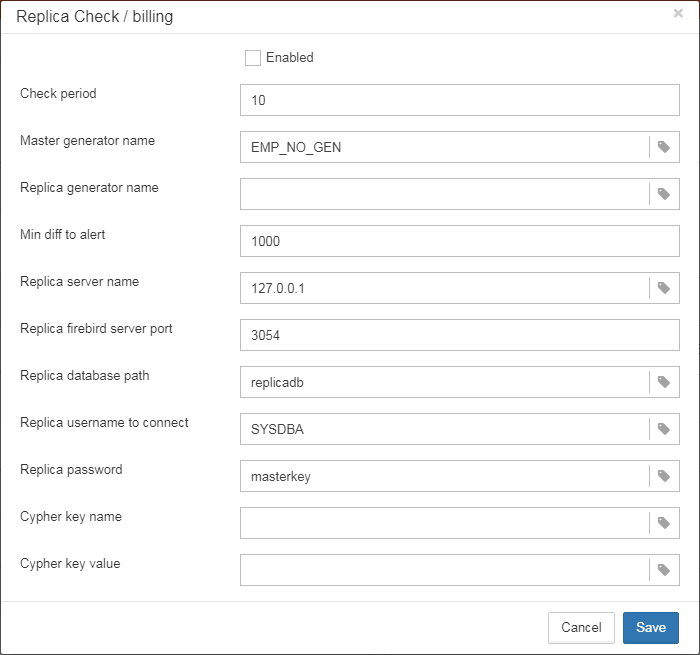 Replica Check / billing
×
Enabled
Check period
10
Master generator name
EMP_NO_GEN
Replica generator name
Min diff to alert
1000
Replica server name
127.0.0.1
Replica firebird server port
3054
Replica database path
replicadb
Replica username to connect
SYSDBA
Replica password
masterkey
Cypher key name
Cypher key value
Cancel
Save